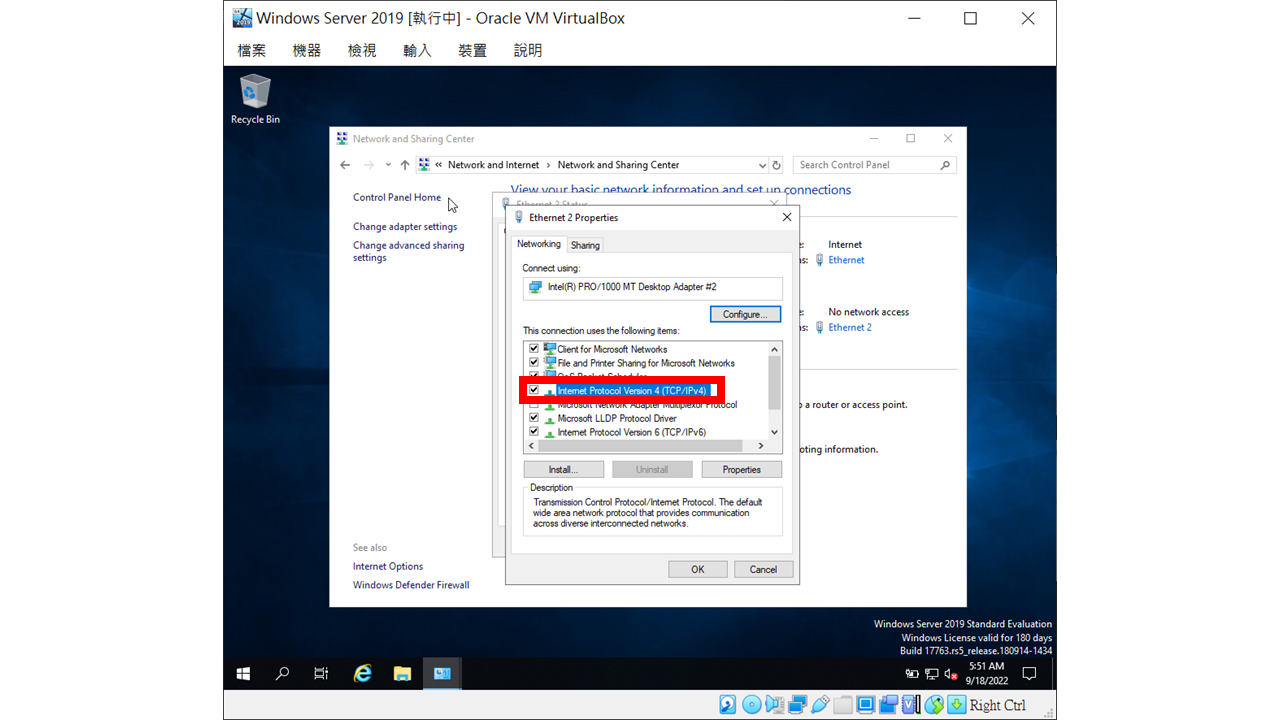 Windows Server 2019 [執行中] - Oracle VM VirtualBox
檔案 機器 檢視 輸入 裝置 說明
Recycle Bin
Network and Sharing Center
« Network and Internet › Network and Sharing Center
Search Control Panel
Control Panel Home
Change adapter settings
Change advanced sharing
settings
See also
Internet Options
Windows Defender Firewall
View your basic network information and set up connections
Ethernet 2 Status
Internet
Ethernet
No network access
Ethernet 2
a router or access point.
oting information.
Ethernet 2 Properties
Networking Sharing
Connect using:
Intel(R) PRO/1000 MT Desktop Adapter #2
Configure...
This connection uses the following items:
Client for Microsoft Networks
File and Printer Sharing for Microsoft Networks
QoS Packet Scheduler
Internet Protocol Version 4 (TCP/IPv4)
Microsoft Network Adapter Multiplexor Protocol
Microsoft LLDP Protocol Driver
Internet Protocol Version 6 (TCP/IPv6)
Install... Uninstall Properties
Description
Transmission Control Protocol/Internet Protocol. The default
wide area network protocol that provides communication
across diverse interconnected networks.
OK Cancel
Windows Server 2019 Standard Evaluation
Windows License valid for 180 days
Build 17763.rs5_release.180914-1434
5:51 AM
9/18/2022
Right Ctrl